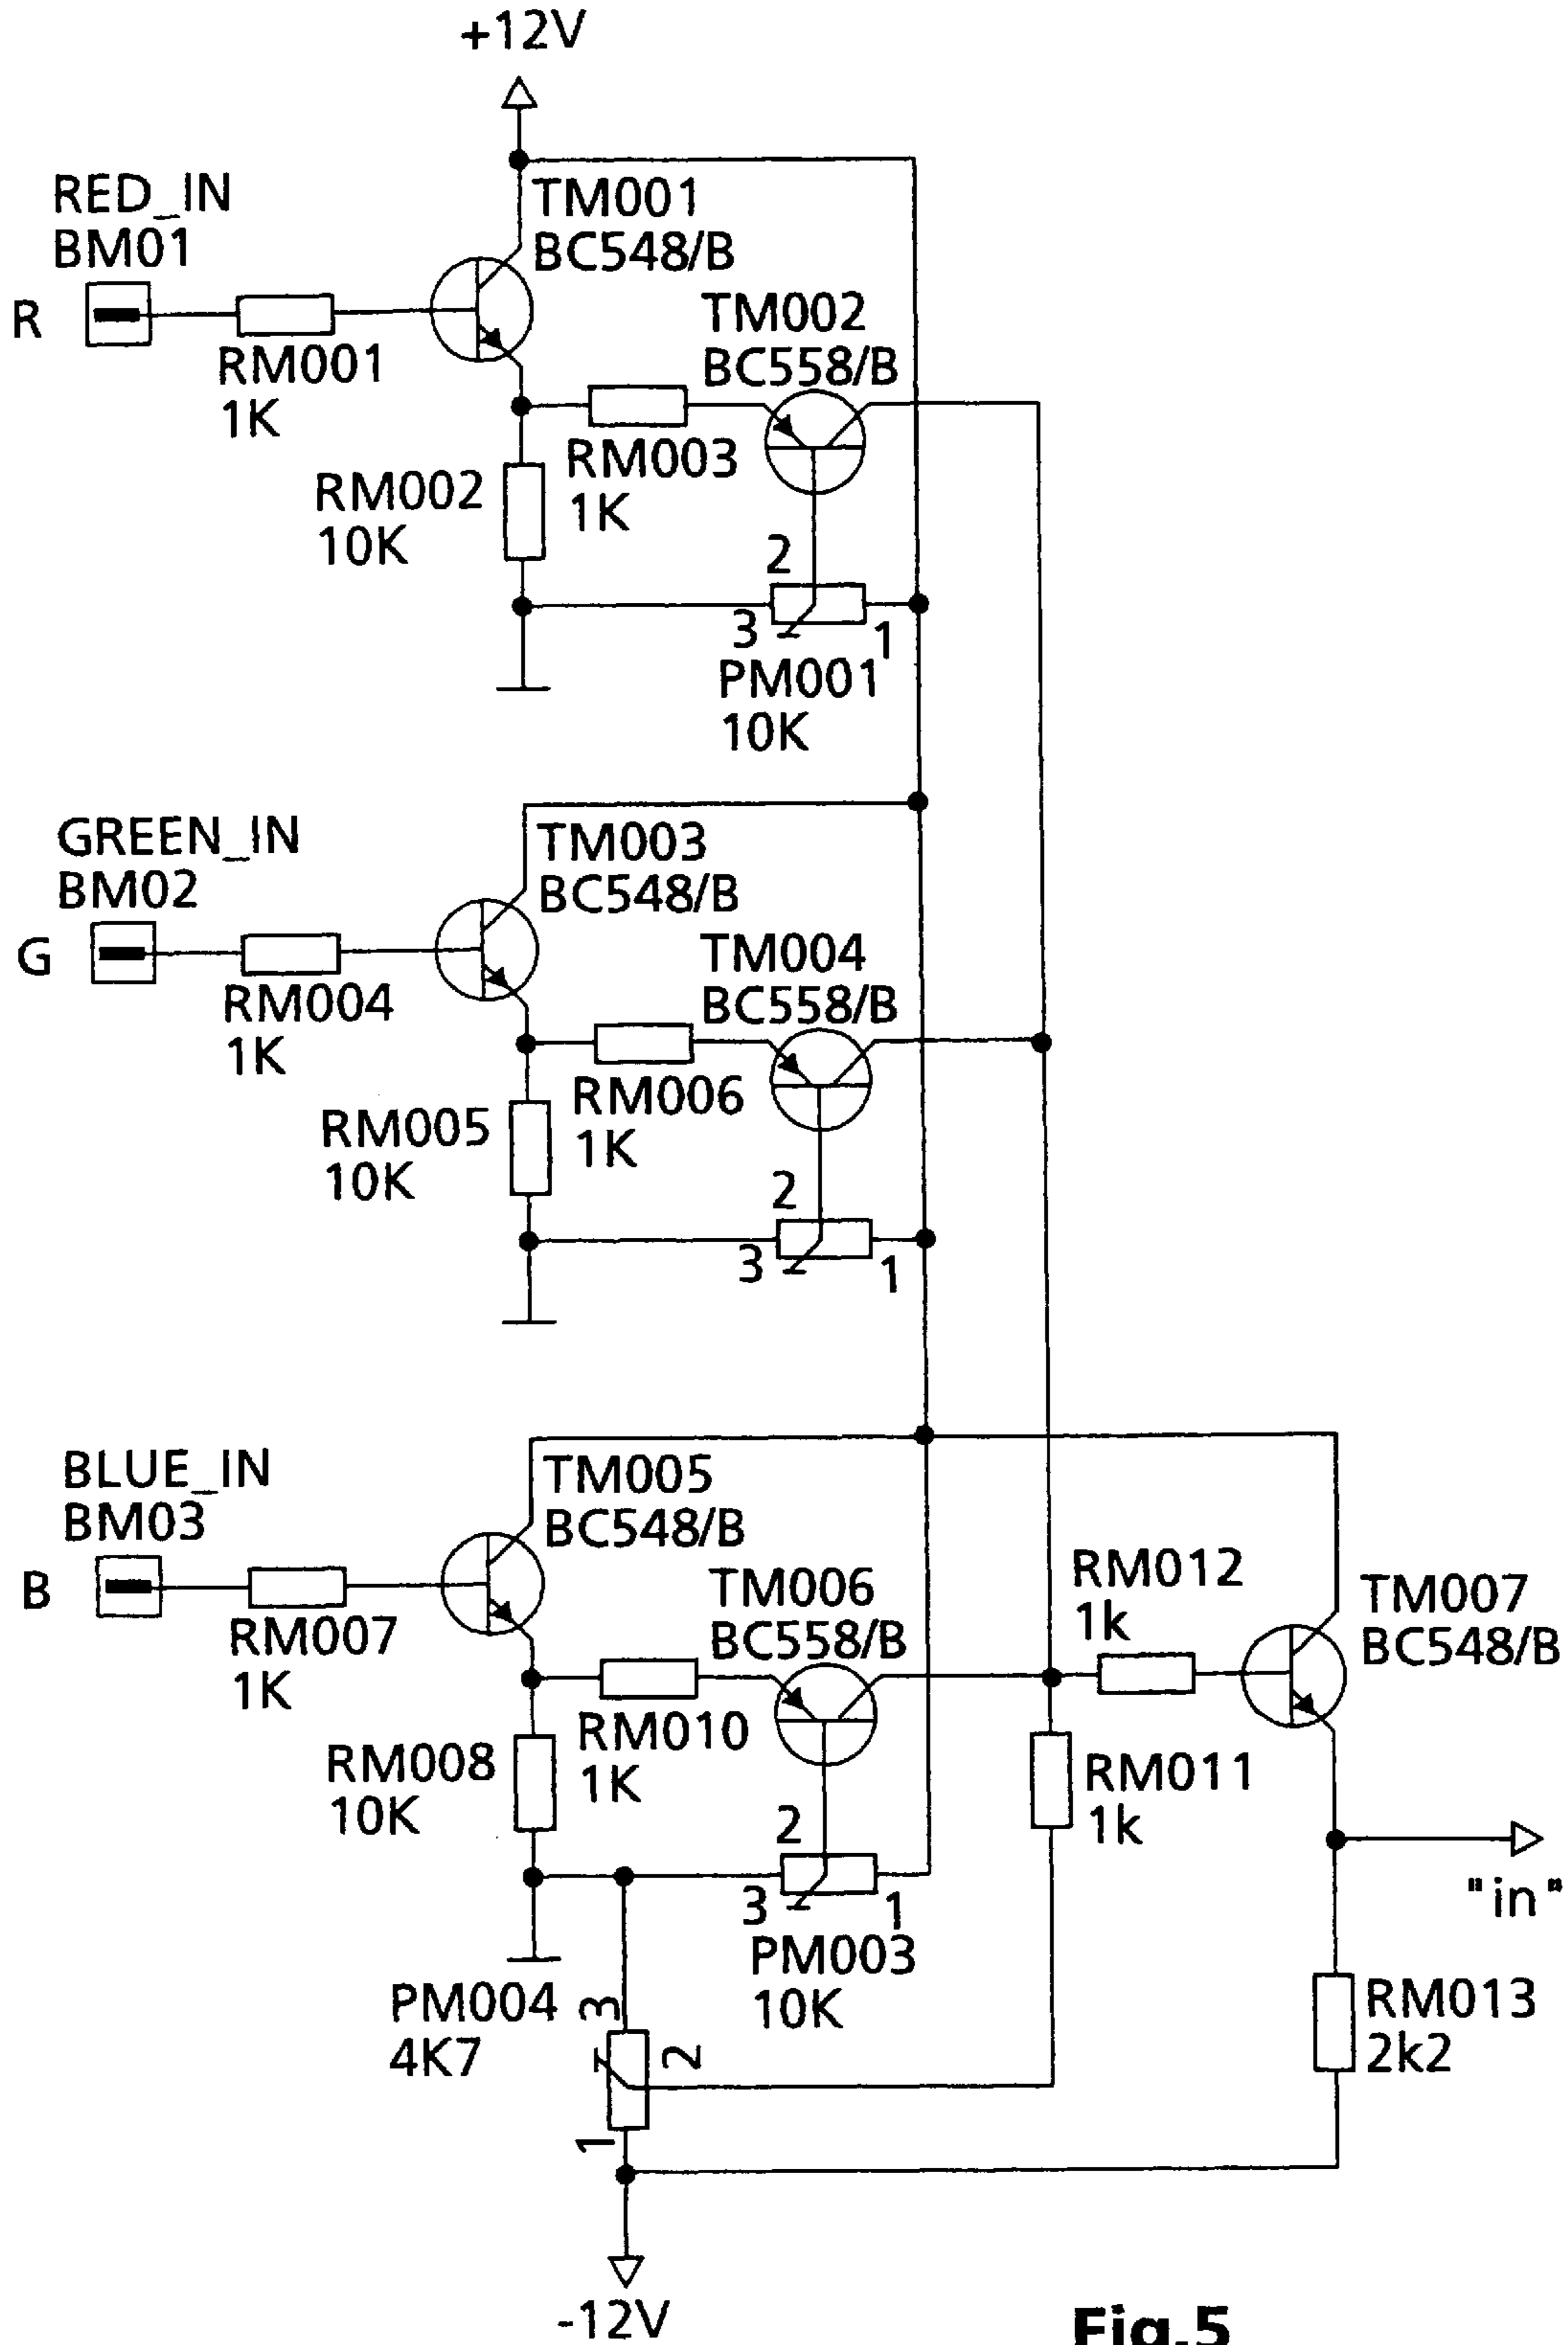 +12V
RED_IN
BM01
R
RM001
1K
TM001
BC548/B
TM002
BC558/B
RM003
1K
RM002
10K
2
3
1
PM001
10K
GREEN_IN
BM02
G
RM004
1K
TM003
BC548/B
TM004
BC558/B
RM006
1K
RM005
10K
2
3
1
BLUE_IN
BM03
B
RM007
1K
TM005
BC548/B
TM006
BC558/B
RM012
1k
TM007
BC548/B
RM010
1K
RM008
10K
RM011
1k
2
3
1
PM003
10K
"in"
PM004
4K7
3
2
1
RM013
2k2
-12V
Fig.5